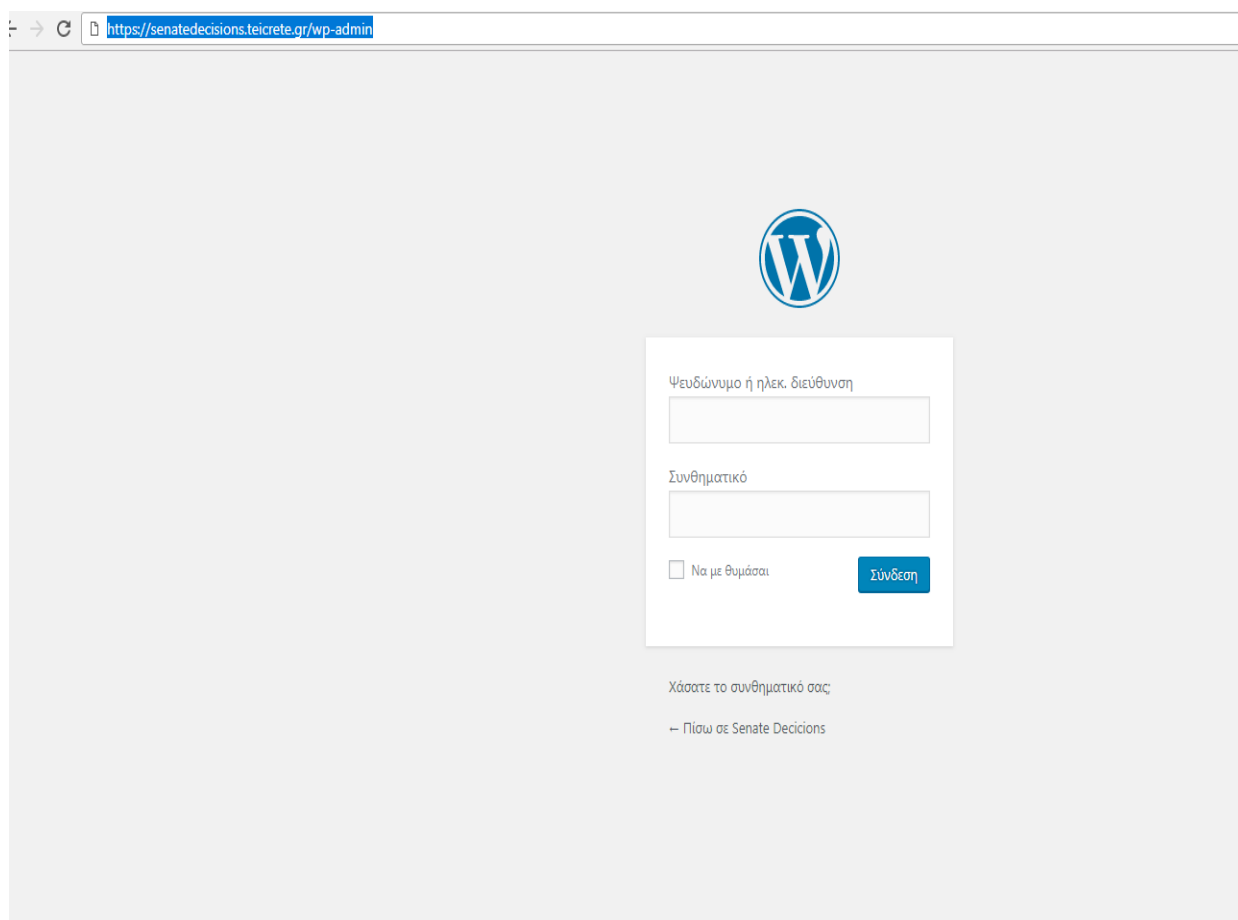 https://senatedecisions.teicrete.gr/wp-admin
Ψευδώνυμο ή ηλεκ. διεύθυνση
Συνθηματικό
Να με θυμάσαι
Σύνδεση
Χάσατε το συνθηματικό σας;
← Πίσω σε Senate Decicions